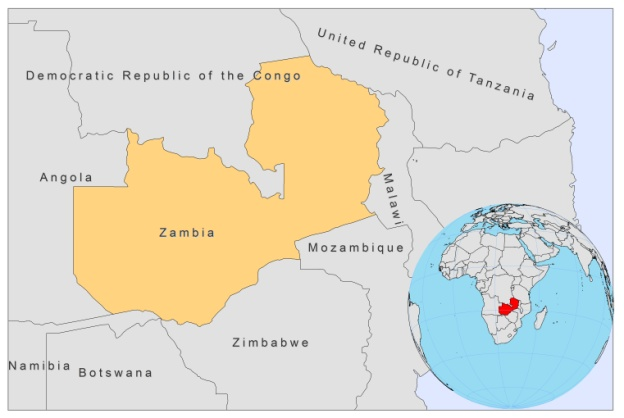 United Republic of Tanzania
Democratic Republic of the Congo
Angola
Malawi
Zambia
Mozambique
Zimbabwe
Namibia
Botswana